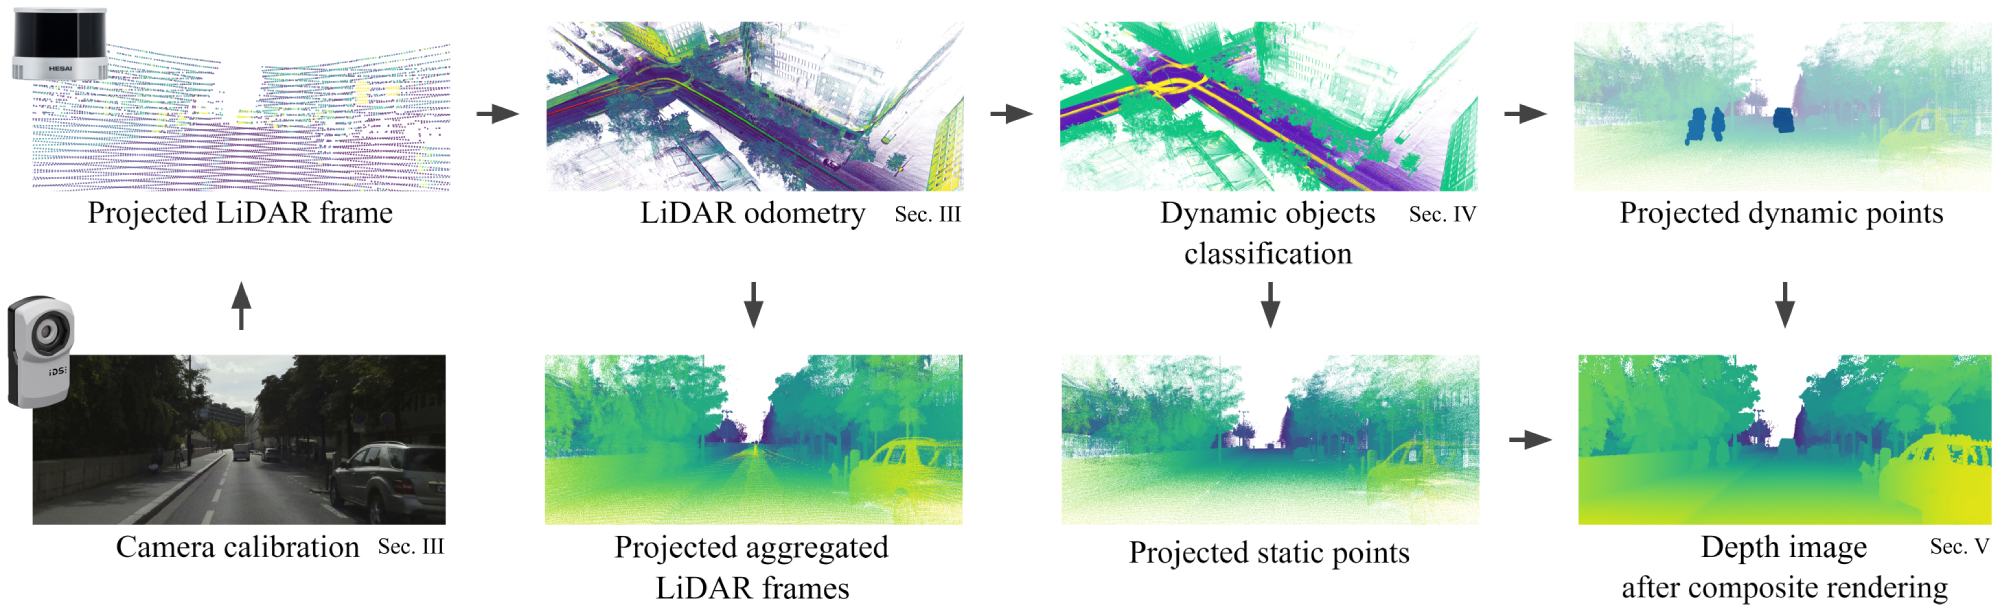 HESAI
Projected LiDAR frame
LiDAR odometry Sec. III
Dynamic objects Sec. IV
classification
Projected dynamic points
iDS:
Camera calibration Sec. III
Projected aggregated
LiDAR frames
Projected static points
Depth image Sec. V
after composite rendering